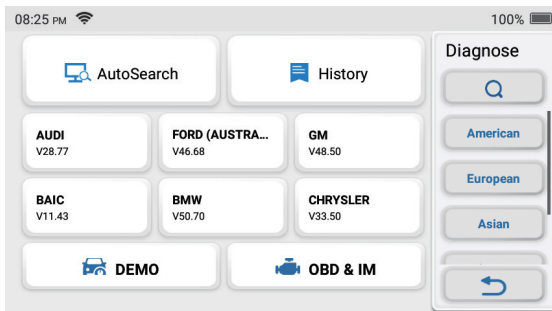 08:25 PM
100%
AutoSearch
History
AUDI
V28.77
FORD (AUSTRA...
V46.68
GM
V48.50
BAIC
V11.43
BMW
V50.70
CHRYSLER
V33.50
DEMO
OBD & IM
Diagnose
American
European
Asian